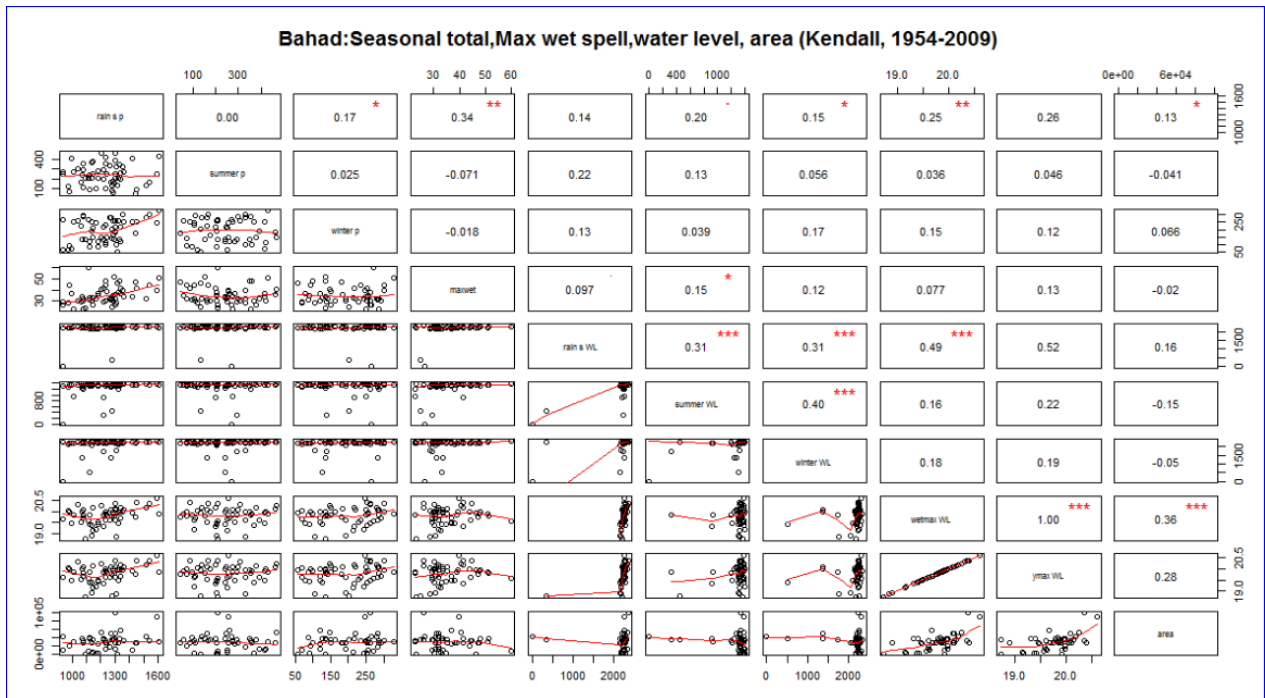 Bahad:Seasonal total,Max wet spell,water level, area (Kendall, 1954-2009)
100 300 30 40 50 60 0 400 1000 19.0 20.0 0e+00 6e+04
rain s p 0.00 0.17 * 0.34 ** 0.14 0.20 . 0.15 * 0.25 ** 0.26 0.13 * 1000 1600
100 400 summer p 0.025 -0.071 0.22 0.13 0.056 0.036 0.046 -0.041
winter p -0.018 0.13 0.039 0.17 0.15 0.12 0.066 50 250
30 50 maxwet 0.097 . 0.15 * 0.12 0.077 0.13 -0.02
rain s WL 0.31 *** 0.31 *** 0.49 *** 0.52 0.16 0 1500
0 800 summer WL 0.40 *** 0.16 0.22 -0.15
winter WL 0.18 0.19 -0.05 0 1500
19.0 20.5 wetmax WL 1.00 *** 0.36 ***
ymax WL 0.28 19.0 20.5
0e+00 1e+05 area
1000 1300 1600 50 150 250 0 1000 2000 0 1000 2000 19.0 20.0